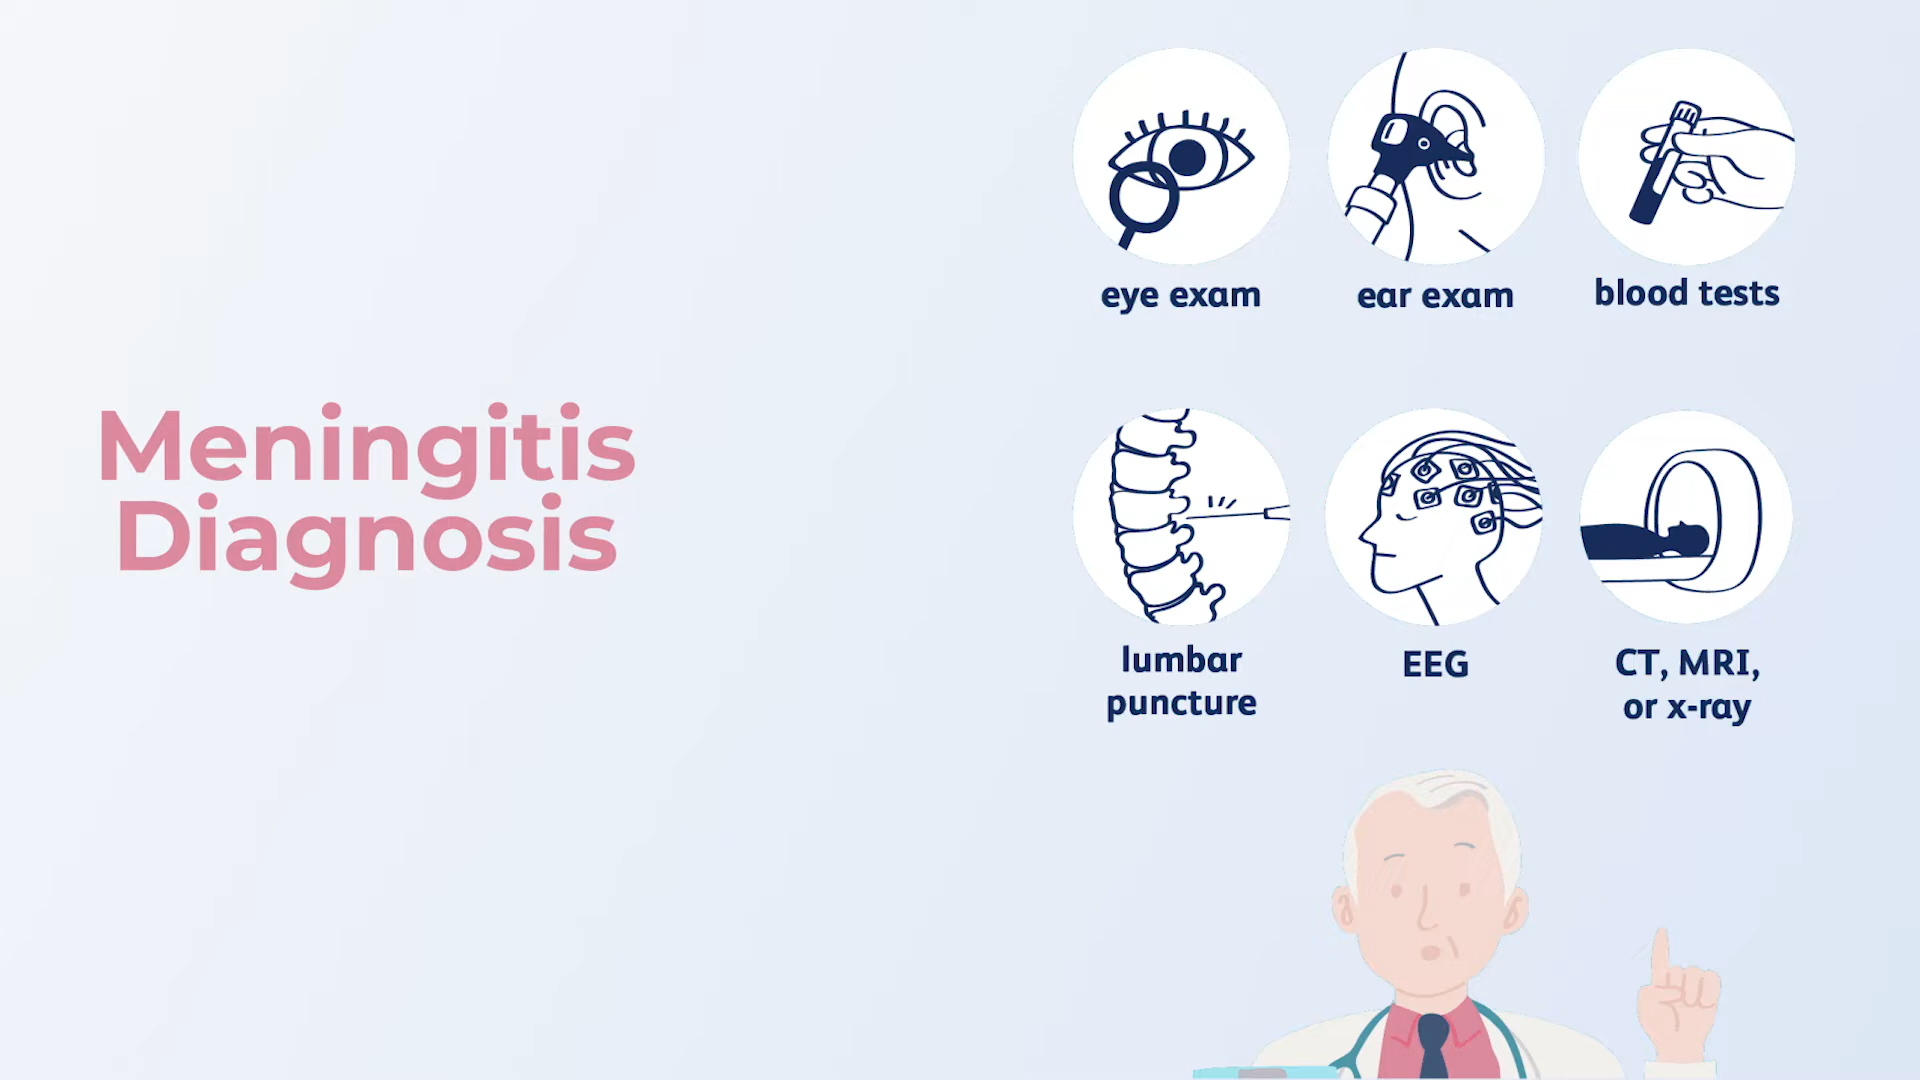 Meningitis
Diagnosis
eye exam
ear exam
blood tests
lumbar
puncture
EEG
CT, MRI,
or x-ray